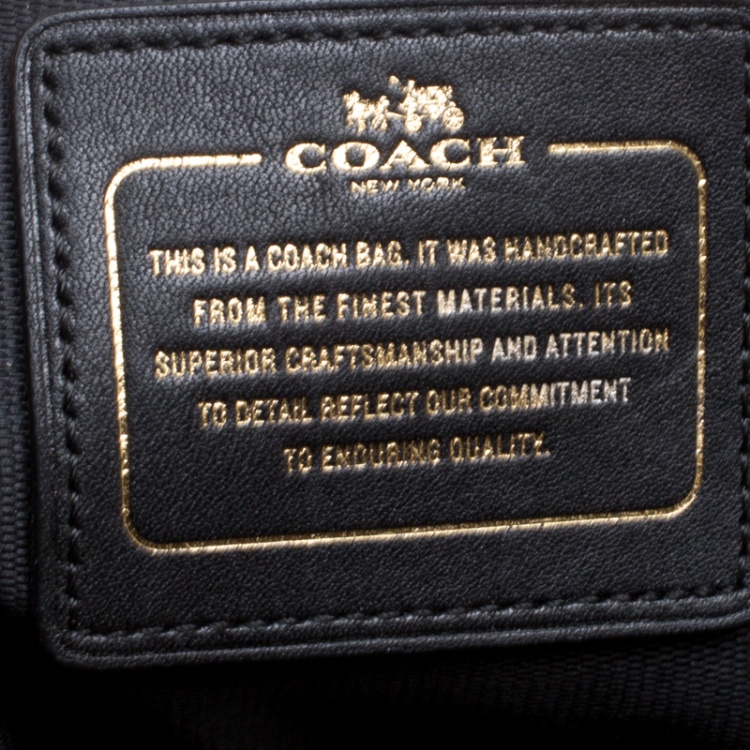 COACH
NEW YORK
THIS IS A COACH BAG. IT WAS HANDCRAFTED
FROM THE FINEST MATERIALS. ITS
SUPERIOR CRAFTSMANSHIP AND ATTENTION
TO DETAIL REFLECT OUR COMMITMENT
TO ENDURING QUALITY.